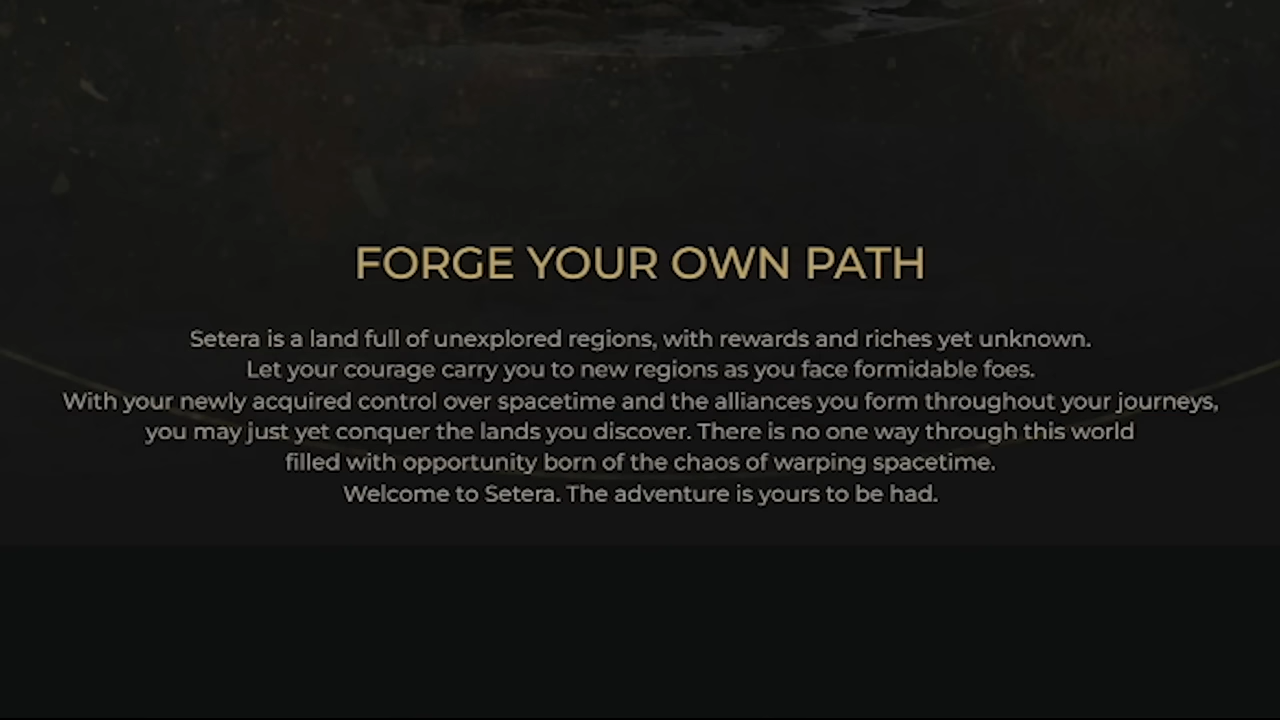 FORGE YOUR OWN PATH
Setera is a land full of unexplored regions, with rewards and riches yet unknown.
Let your courage carry you to new regions as you face formidable foes.
With your newly acquired control over spacetime and the alliances you form throughout your journeys,
you may just yet conquer the lands you discover. There is no one way through this world
filled with opportunity born of the chaos of warping spacetime.
Welcome to Setera. The adventure is yours to be had.